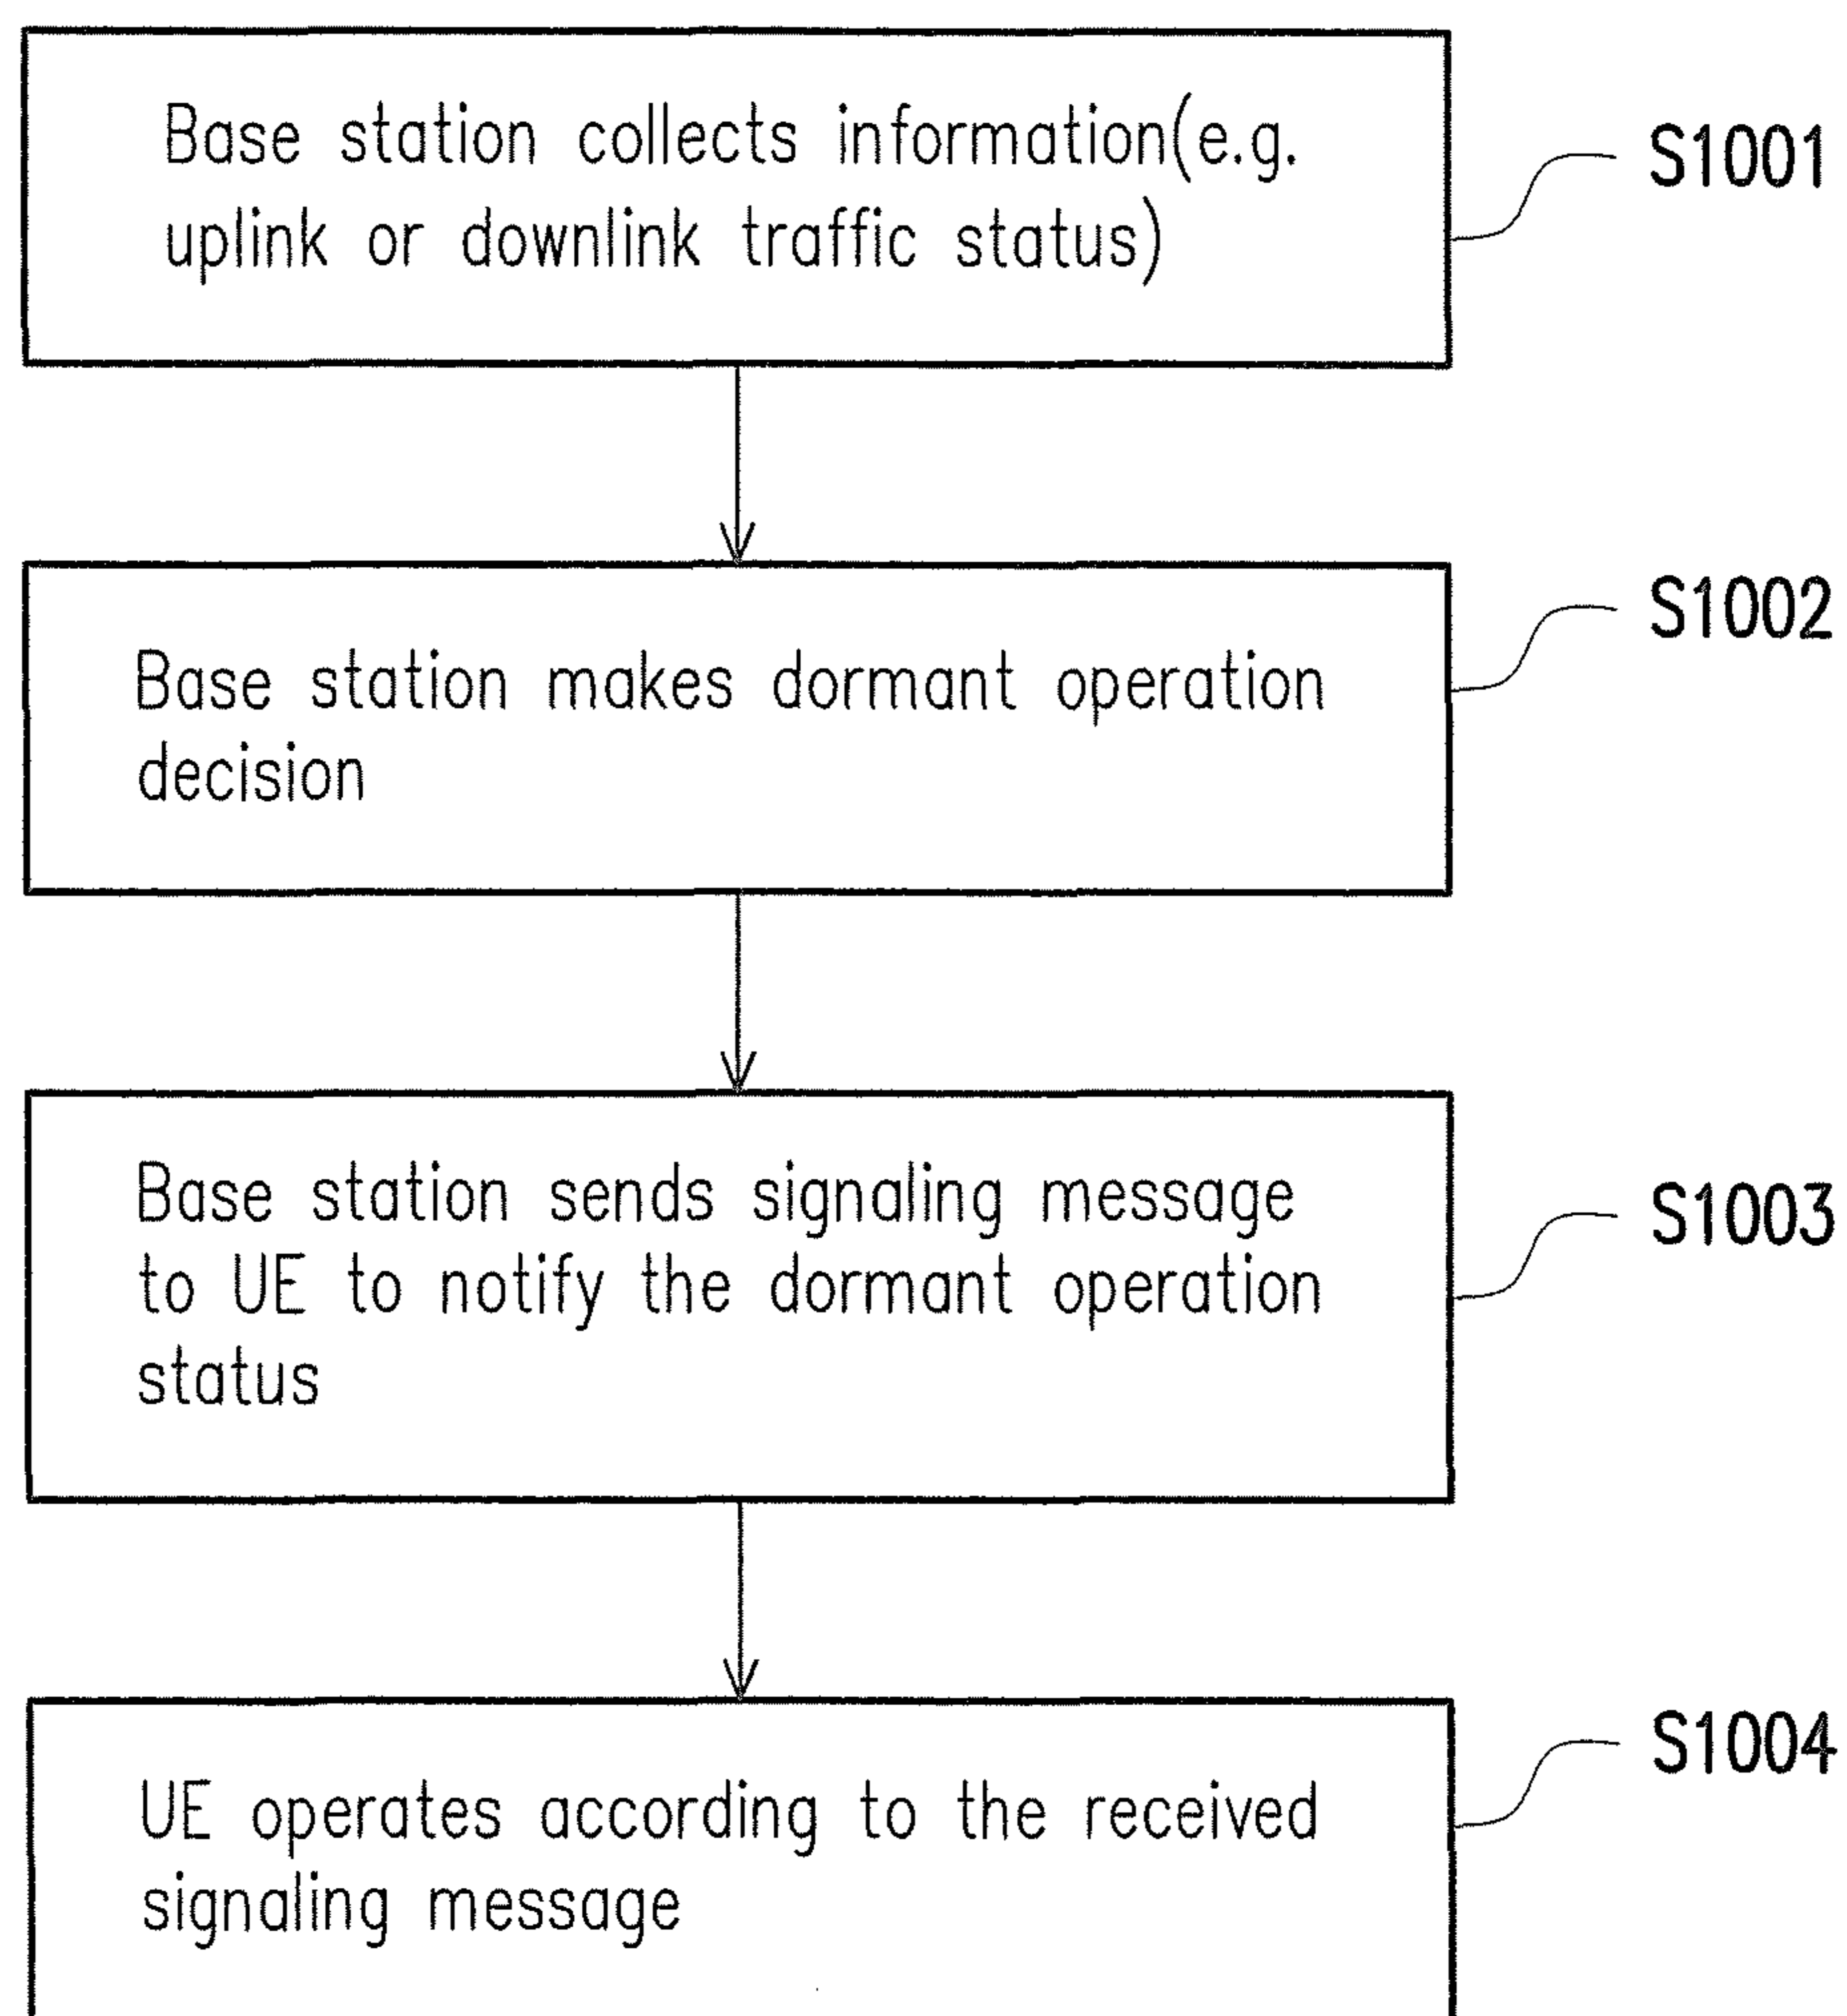 Base station collects information(e.g.
uplink or downlink traffic status)
S1001
Base station makes dormant operation
decision
S1002
Base station sends signaling message
to UE to notify the dormant operation
status
S1003
UE operates according to the received
signaling message
S1004